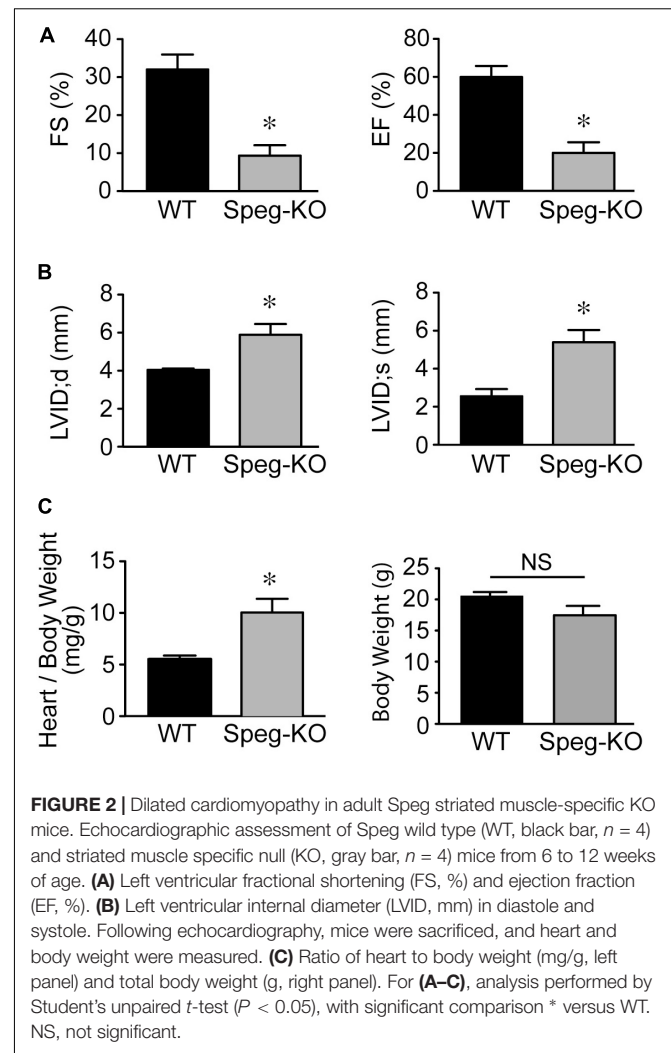 A
FS (%)
40
30
20
10
0
*
WT Speg-KO
EF (%)
80
60
40
20
0
*
WT Speg-KO
B
LVID;d (mm)
8
6
4
2
0
*
WT Speg-KO
LVID;s (mm)
8
6
4
2
0
*
WT Speg-KO
C
Heart / Body Weight
(mg/g)
15
10
5
0
*
WT Speg-KO
Body Weight (g)
25
20
15
10
5
0
NS
WT Speg-KO
FIGURE 2 | Dilated cardiomyopathy in adult Speg striated muscle-specific KO
mice. Echocardiographic assessment of Speg wild type (WT, black bar, n = 4)
and striated muscle specific null (KO, gray bar, n = 4) mice from 6 to 12 weeks
of age. (A) Left ventricular fractional shortening (FS, %) and ejection fraction
(EF, %). (B) Left ventricular internal diameter (LVID, mm) in diastole and
systole. Following echocardiography, mice were sacrificed, and heart and
body weight were measured. (C) Ratio of heart to body weight (mg/g, left
panel) and total body weight (g, right panel). For (A–C), analysis performed by
Student's unpaired t-test (P < 0.05), with significant comparison * versus WT.
NS, not significant.